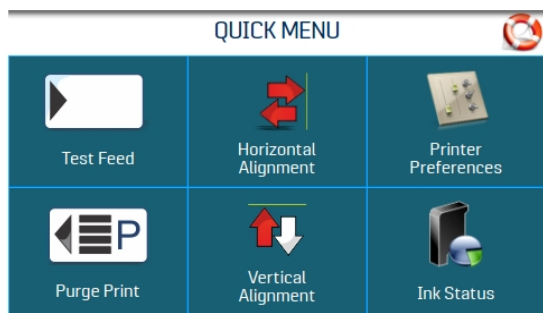 QUICK MENU
Test Feed
Horizontal
Alignment
Printer
Preferences
P
Purge Print
Vertical
Alignment
Ink Status